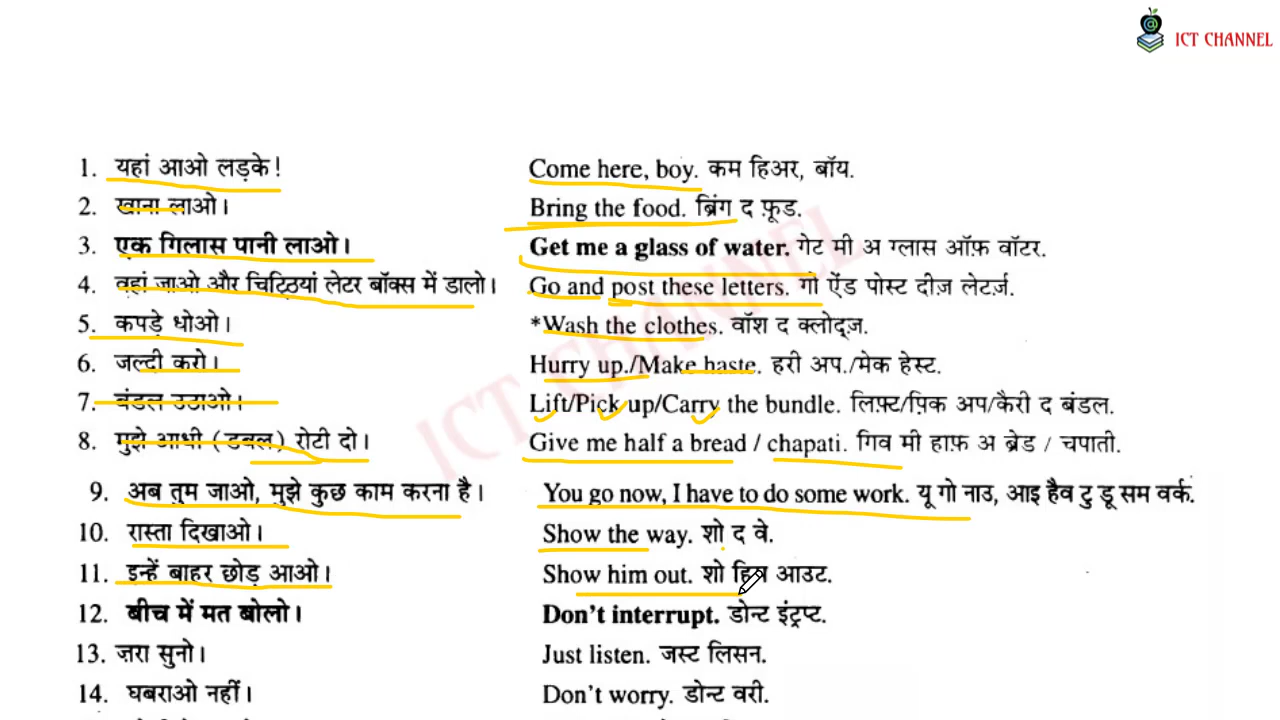 ICT CHANNEL
1. यहां आओ लड़के! Come here, boy. कम हिअर, बॉय.
2. खाना लाओ। Bring the food. ब्रिंग द फ़ूड.
3. एक गिलास पानी लाओ। Get me a glass of water. गेट मी अ ग्लास ऑफ़ वॉटर.
4. वहां जाओ और चिट्ठियां लेटर बॉक्स में डालो। Go and post these letters. गो ऐंड पोस्ट दीज़ लेटर्ज़.
5. कपड़े धोओ। *Wash the clothes. वॉश द क्लोद्ज़.
6. जल्दी करो। Hurry up./Make haste. हरी अप./मेक हेस्ट.
7. बंडल उठाओ। Lift/Pick up/Carry the bundle. लिफ़्ट/पिक अप/कैरी द बंडल.
8. मुझे आधी (डबल) रोटी दो। Give me half a bread / chapati. गिव मी हाफ़ अ ब्रेड / चपाती.
9. अब तुम जाओ, मुझे कुछ काम करना है। You go now, I have to do some work. यू गो नाउ, आइ हैव टु डू सम वर्क.
10. रास्ता दिखाओ। Show the way. शो द वे.
11. इन्हें बाहर छोड़ आओ। Show him out. शो हिम आउट.
12. बीच में मत बोलो। Don't interrupt. डोन्ट इंट्रप्ट.
13. ज़रा सुनो। Just listen. जस्ट लिसन.
14. घबराओ नहीं। Don't worry. डोन्ट वरी.
ICT CHANNEL